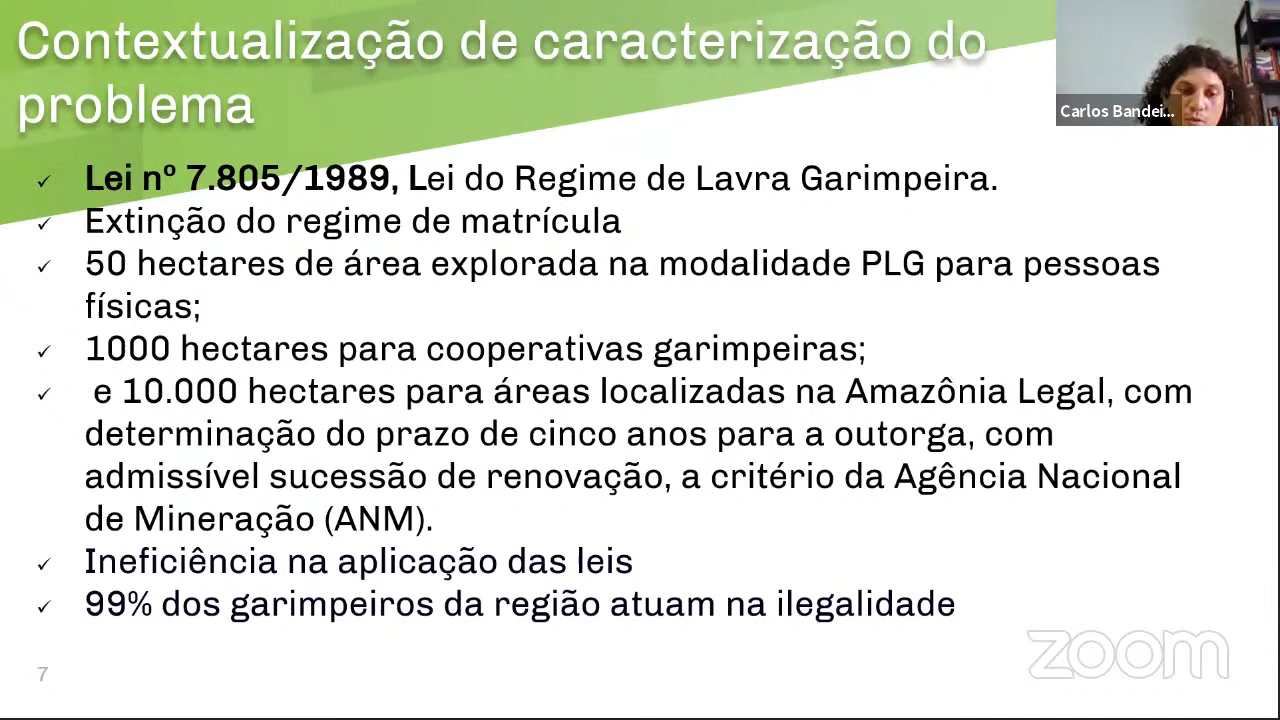 Contextualização de caracterização do
problema
Carlos Bandei...
✓ Lei nº 7.805/1989, Lei do Regime de Lavra Garimpeira.
✓ Extinção do regime de matrícula
✓ 50 hectares de área explorada na modalidade PLG para pessoas
físicas;
✓ 1000 hectares para cooperativas garimpeiras;
✓ e 10.000 hectares para áreas localizadas na Amazônia Legal, com
determinação do prazo de cinco anos para a outorga, com
admissível sucessão de renovação, a critério da Agência Nacional
de Mineração (ANM).
✓ Ineficiência na aplicação das leis
✓ 99% dos garimpeiros da região atuam na ilegalidade
7
zoom